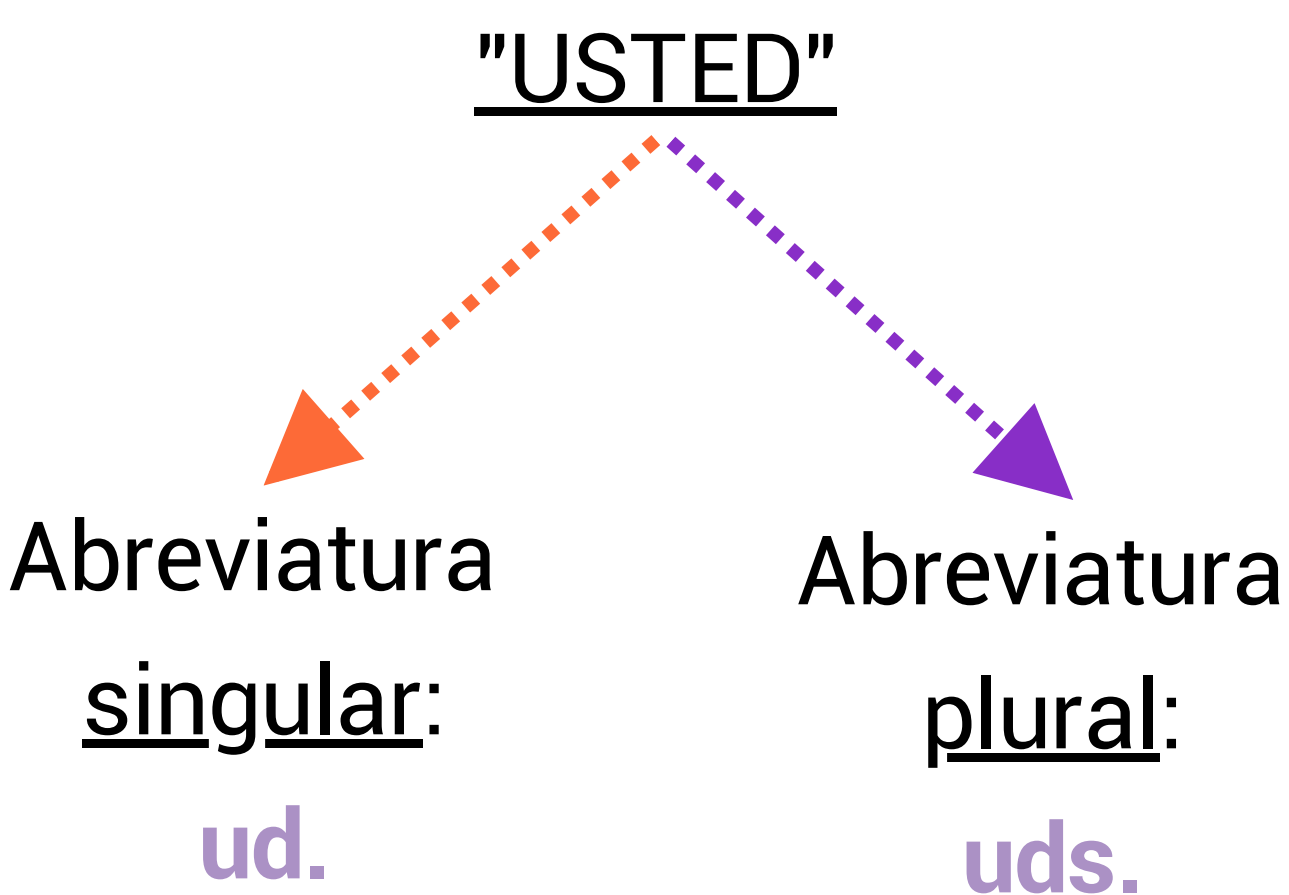 "USTED"
Abreviatura
singular:
ud.
Abreviatura
plural:
uds.